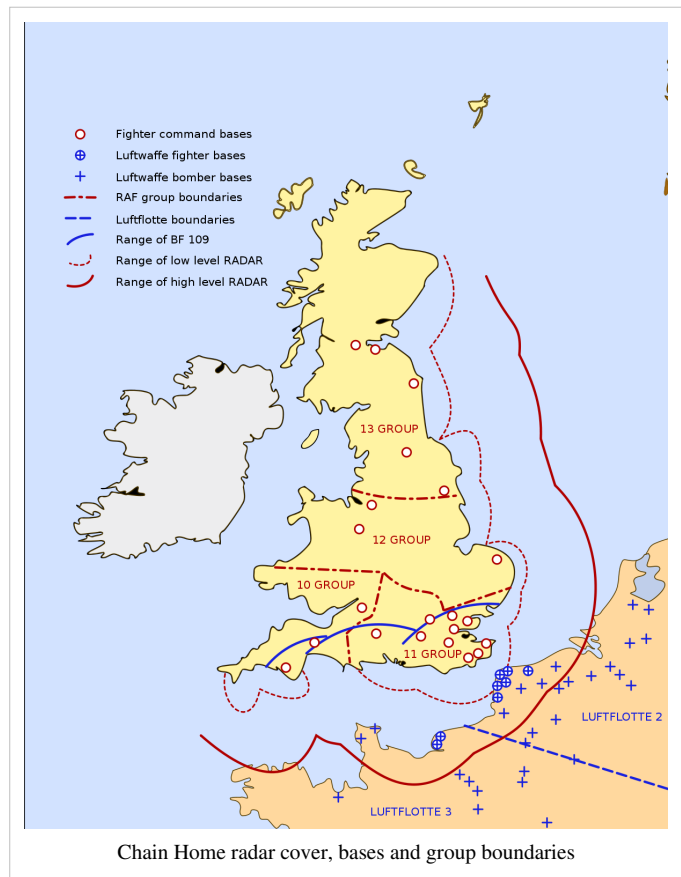 Fighter command bases
Luftwaffe fighter bases
Luftwaffe bomber bases
RAF group boundaries
Luftflotte boundaries
Range of BF 109
Range of low level RADAR
Range of high level RADAR
13 GROUP
12 GROUP
10 GROUP
11 GROUP
LUFTFLOTTE 2
LUFTFLOTTE 3
Chain Home radar cover, bases and group boundaries